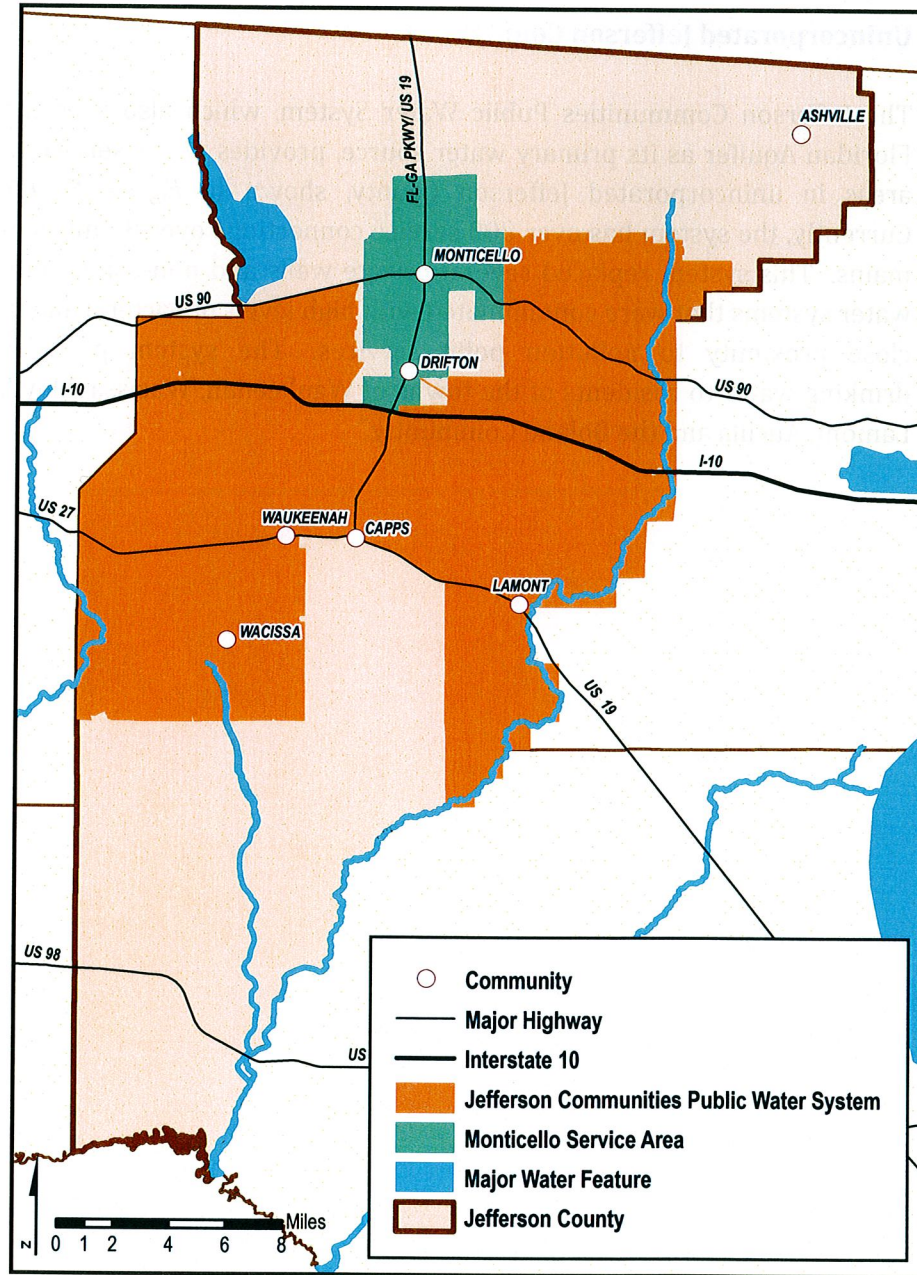 ASHVILLE
FL-GA PKWY/ US 19
MONTICELLO
US 90
DRIFTON
I-10
US 90
I-10
US 27
WAUKEENAH
CAPPS
LAMONT
WACISSA
US 19
US 98
US
Community
Major Highway
Interstate 10
Jefferson Communities Public Water System
Monticello Service Area
Major Water Feature
Jefferson County
Z
Miles
0 1 2 4 6 8